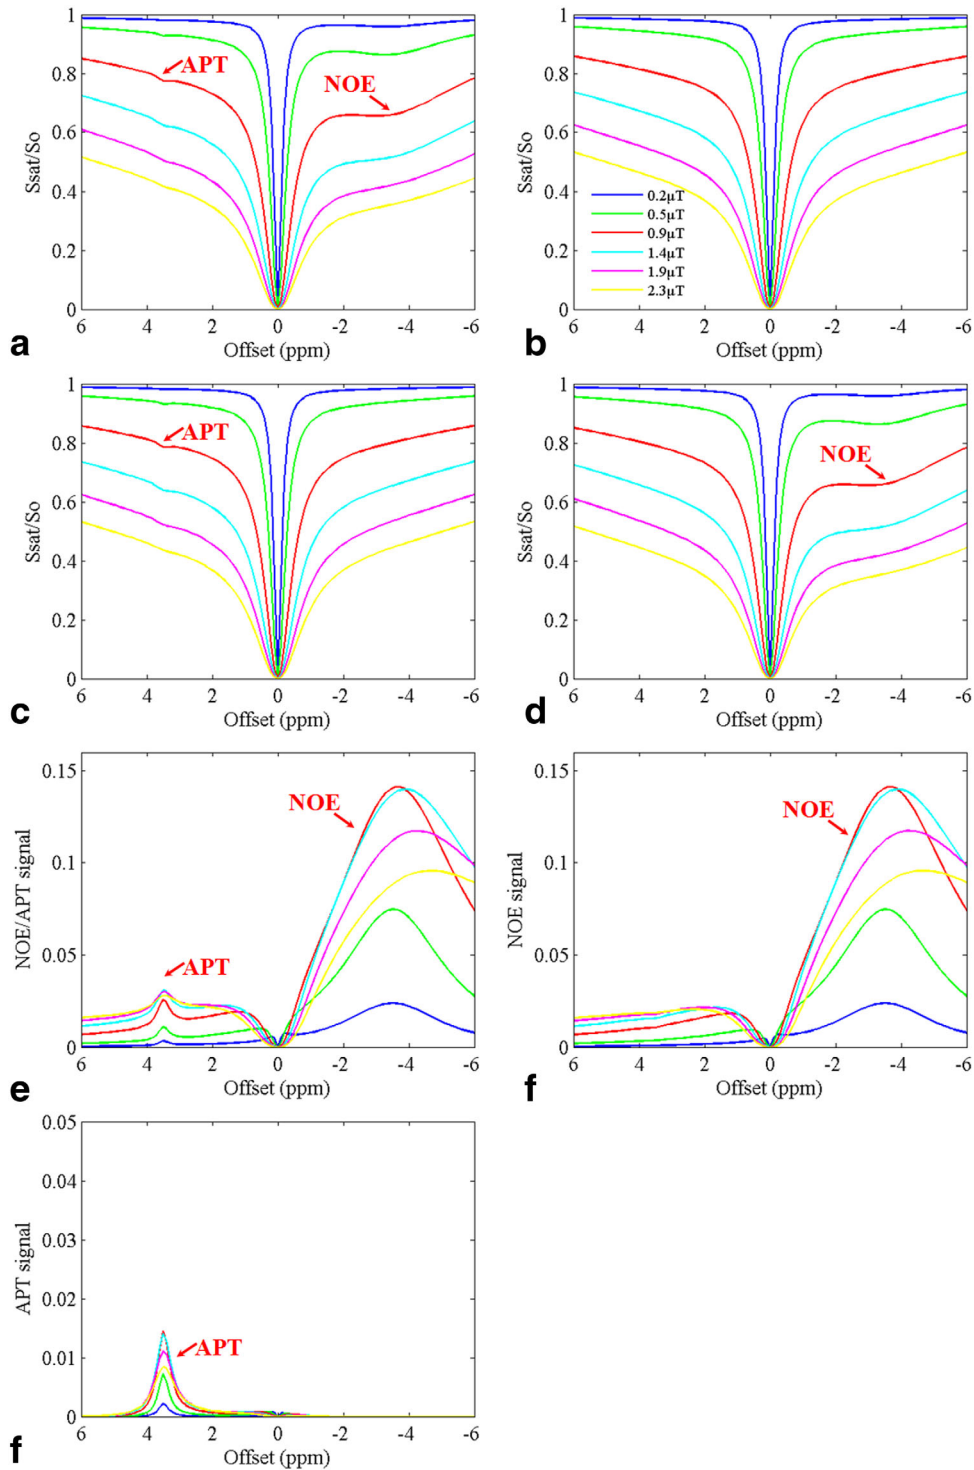 1
0.8
0.6
0.4
0.2
0
Ssat/So
APT
NOE
6 4 2 0 -2 -4 -6
Offset (ppm)
a
1
0.8
0.6
0.4
0.2
0
Ssat/So
0.2μT
0.5μT
0.9μT
1.4μT
1.9μT
2.3μT
6 4 2 0 -2 -4 -6
Offset (ppm)
b
1
0.8
0.6
0.4
0.2
0
Ssat/So
APT
6 4 2 0 -2 -4 -6
Offset (ppm)
c
1
0.8
0.6
0.4
0.2
0
Ssat/So
NOE
6 4 2 0 -2 -4 -6
Offset (ppm)
d
0.15
0.1
0.05
0
NOE/APT signal
NOE
APT
6 4 2 0 -2 -4 -6
Offset (ppm)
e
0.15
0.1
0.05
0
NOE signal
NOE
6 4 2 0 -2 -4 -6
Offset (ppm)
f
0.05
0.04
0.03
0.02
0.01
0
APT signal
APT
6 4 2 0 -2 -4 -6
Offset (ppm)
f